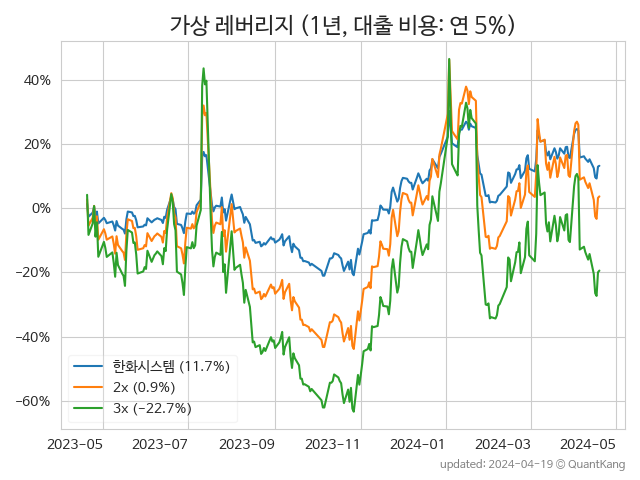 가상 레버리지 (1년, 대출 비용: 연 5%)
40%
20%
0%
−20%
−40%
−60%
한화시스템 (11.7%)
2x (0.9%)
3x (−22.7%)
2023-05 2023-07 2023-09 2023-11 2024-01 2024-03 2024-05
updated: 2024-04-19 © QuantKang